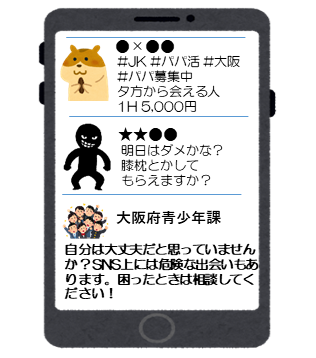 ●×●●
#JK #パパ活 #大阪
#パパ募集中
夕方から会える人
1H 5,000円
★★●●
明日はダメかな？
膝枕とかして
もらえますか？
大阪府青少年課
自分は大丈夫だと思っていません
か？SNS上には危険な出会いもあ
ります。困ったときは相談してく
ださい！